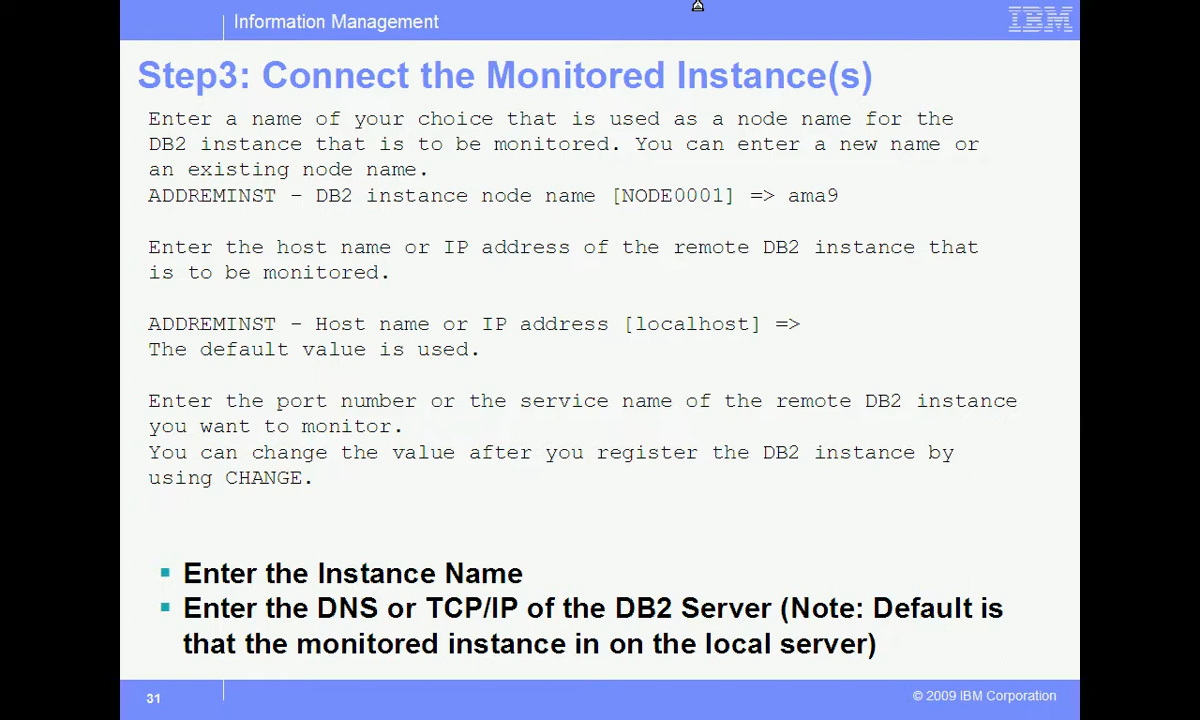 Information Management
IBM
Step3: Connect the Monitored Instance(s)
Enter a name of your choice that is used as a node name for the
DB2 instance that is to be monitored. You can enter a new name or
an existing node name.
ADDREMINST - DB2 instance node name [NODE0001] => ama9
Enter the host name or IP address of the remote DB2 instance that
is to be monitored.
ADDREMINST - Host name or IP address [localhost] =>
The default value is used.
Enter the port number or the service name of the remote DB2 instance
you want to monitor.
You can change the value after you register the DB2 instance by
using CHANGE.
▪ Enter the Instance Name
▪ Enter the DNS or TCP/IP of the DB2 Server (Note: Default is
that the monitored instance in on the local server)
31
© 2009 IBM Corporation